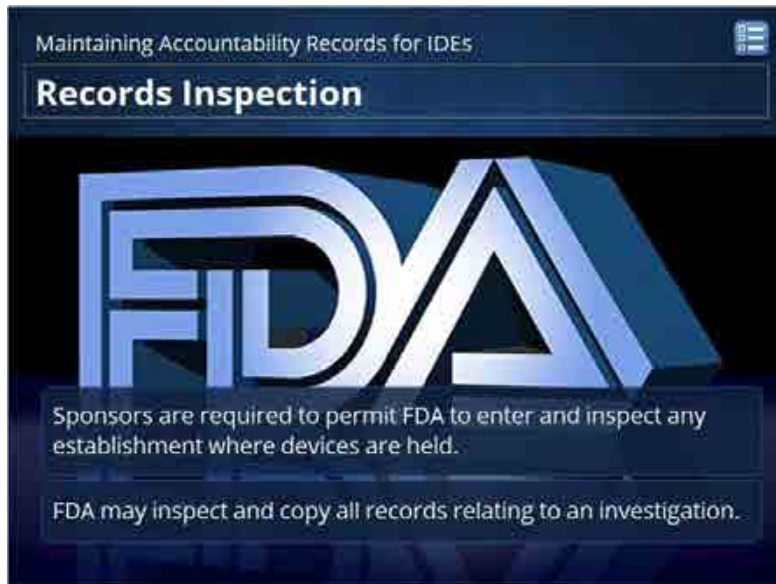 Maintaining Accountability Records for IDEs
Records Inspection
FDA
Sponsors are required to permit FDA to enter and inspect any
establishment where devices are held.
FDA may inspect and copy all records relating to an investigation.